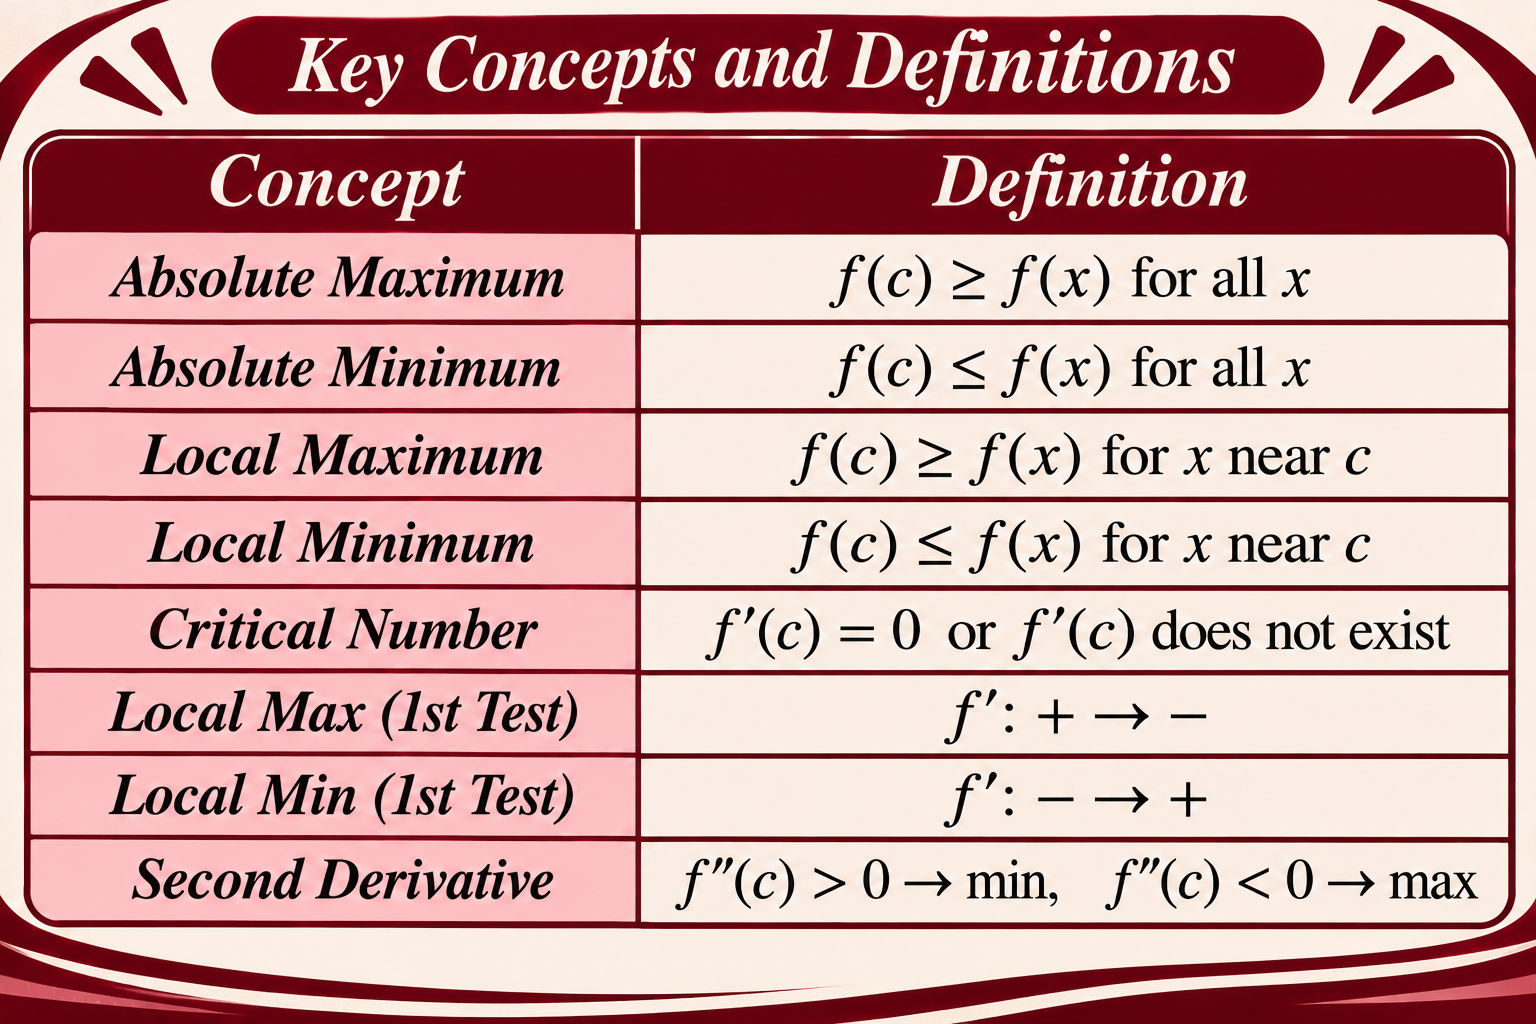 Key Concepts and Definitions
Concept Definition
Absolute Maximum f(c) ≥ f(x) for all x
Absolute Minimum f(c) ≤ f(x) for all x
Local Maximum f(c) ≥ f(x) for x near c
Local Minimum f(c) ≤ f(x) for x near c
Critical Number f′(c) = 0 or f′(c) does not exist
Local Max (1st Test) f′: + → −
Local Min (1st Test) f′: − → +
Second Derivative f″(c) > 0 → min, f″(c) < 0 → max